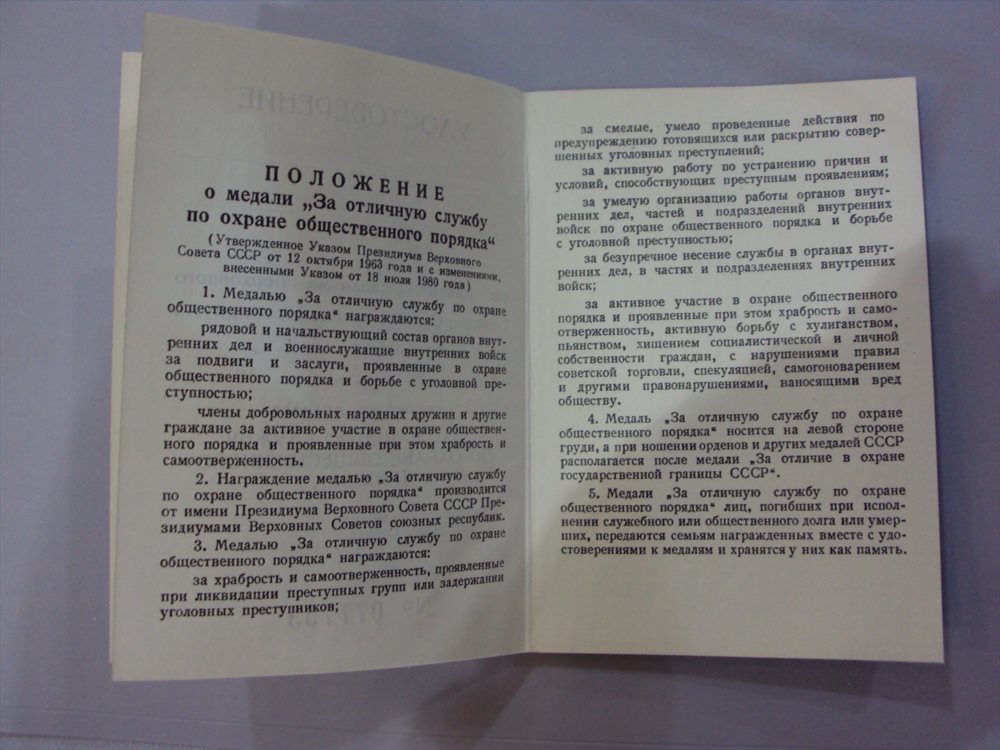 ПОЛОЖЕНИЕ
о медали „За отличную службу
по охране общественного порядка“
(Утвержденное Указом Президиума Верховного
Совета СССР от 12 октября 1963 года и с изменениями,
внесенными Указом от 18 июля 1980 года)
1. Медалью „За отличную службу по охране
общественного порядка“ награждаются:
рядовой и начальствующий состав органов внут-
ренних дел и военнослужащие внутренних войск
за подвиги и заслуги, проявленные в охране
общественного порядка и борьбе с уголовной пре-
ступностью;
члены добровольных народных дружин и другие
граждане за активное участие в охране обществен-
ного порядка и проявленные при этом храбрость и
самоотверженность.
2. Награждение медалью „За отличную службу
по охране общественного порядка“ производится
от имени Президиума Верховного Совета СССР Пре-
зидиумами Верховных Советов союзных республик.
3. Медалью „За отличную службу по охране
общественного порядка“ награждаются:
за храбрость и самоотверженность, проявленные
при ликвидации преступных групп или задержании
уголовных преступников;
за смелые, умело проведенные действия по
предупреждению готовящихся или раскрытию совер-
шенных уголовных преступлений;
за активную работу по устранению причин и
условий, способствующих преступным проявлениям;
за умелую организацию работы органов внут-
ренних дел, частей и подразделений внутренних
войск по охране общественного порядка и борьбе
с уголовной преступностью;
за безупречное несение службы в органах внут-
ренних дел, в частях и подразделениях внутренних
войск;
за активное участие в охране общественного
порядка и проявленные при этом храбрость и само-
отверженность, активную борьбу с хулиганством,
пьянством, хищением социалистической и личной
собственности граждан, с нарушениями правил
советской торговли, спекуляцией, самогоноварением
и другими правонарушениями, наносящими вред
обществу.
4. Медаль „За отличную службу по охране
общественного порядка“ носится на левой стороне
груди, а при ношении орденов и других медалей СССР
располагается после медали „За отличие в охране
государственной границы СССР“.
5. Медали „За отличную службу по охране
общественного порядка“ лиц, погибших при испол-
нении служебного или общественного долга или умер-
ших, передаются семьям награжденных вместе с удо-
стоверениями к медалям и хранятся у них как память.